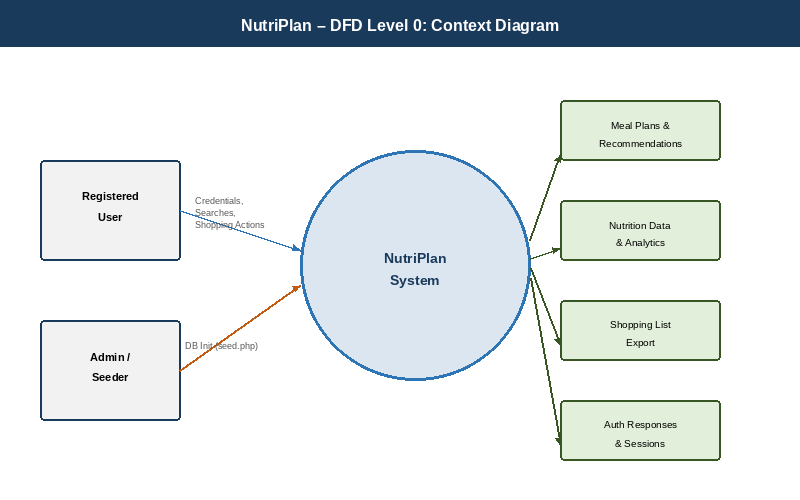 NutriPlan – DFD Level 0: Context Diagram
Registered
User
Admin /
Seeder
Credentials,
Searches,
Shopping Actions
DB Init (seed.php)
NutriPlan
System
Meal Plans &
Recommendations
Nutrition Data
& Analytics
Shopping List
Export
Auth Responses
& Sessions